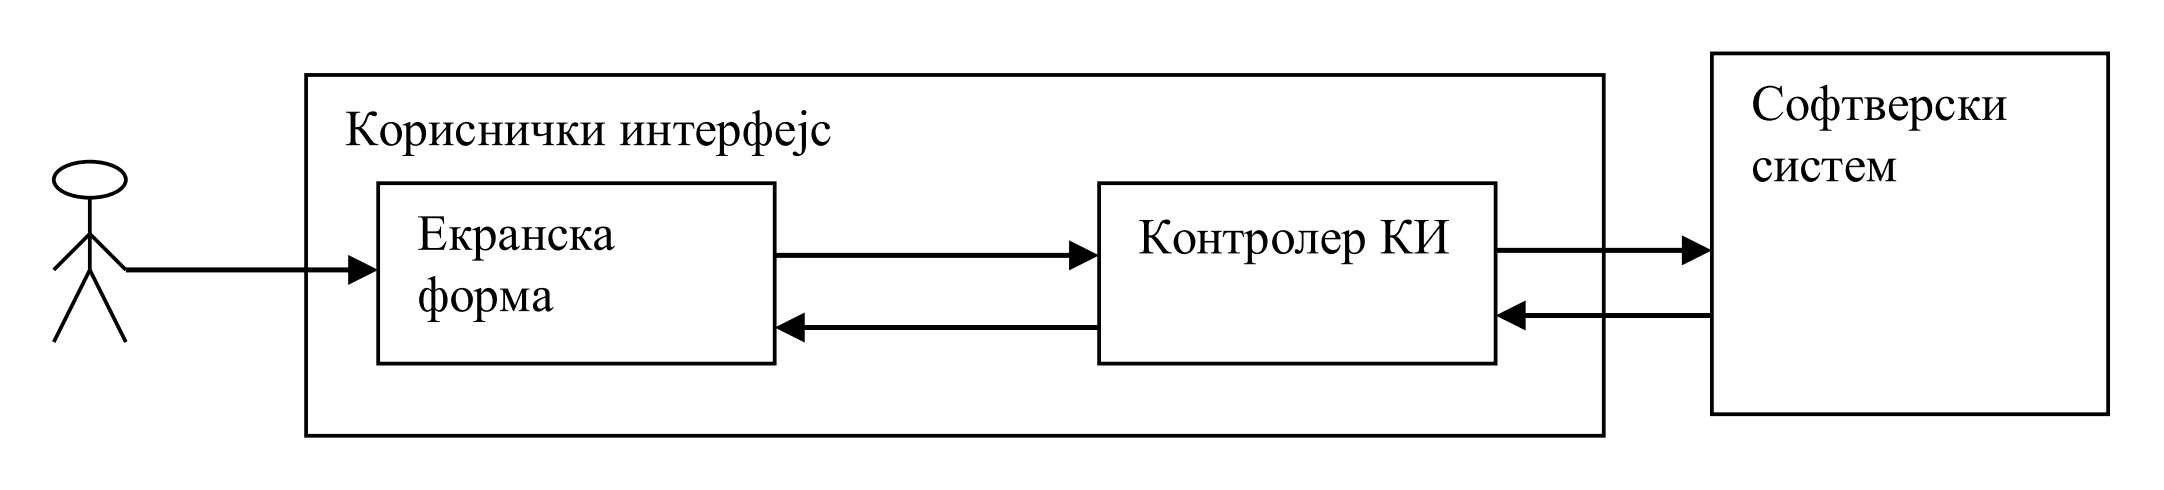 Кориснички интерфејс
Екранска
форма
Контролер КИ
Софтверски
систем